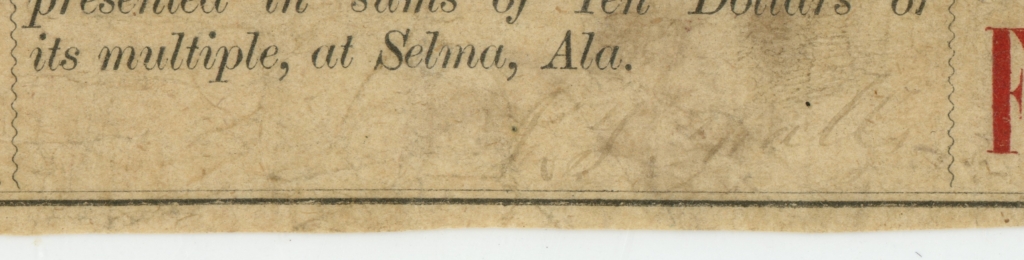 presented in sums of Ten Dollars or
its multiple, at Selma, Ala.